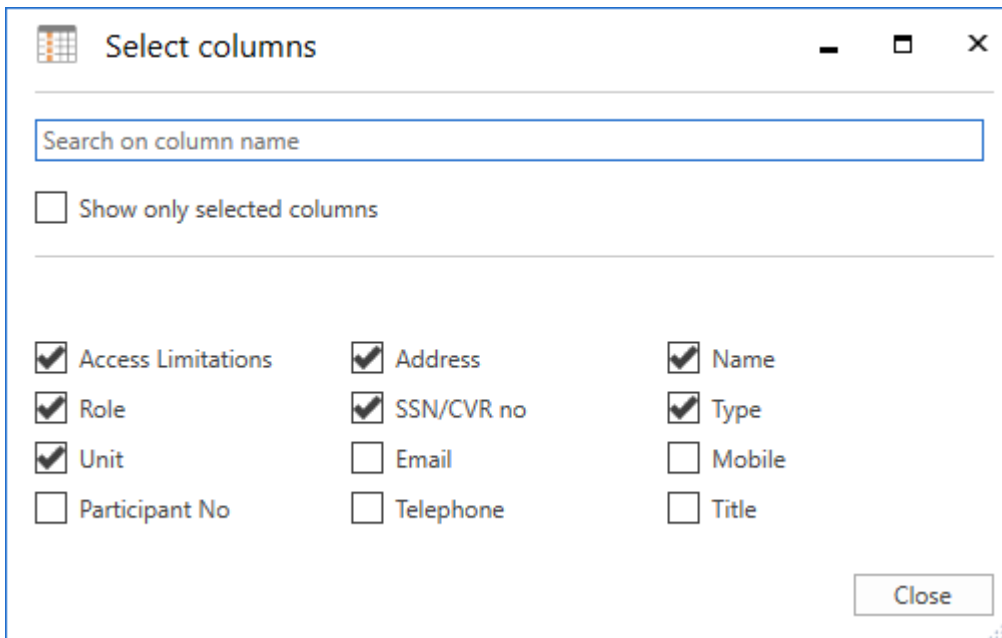 Select columns
Search on column name
Show only selected columns
Access Limitations Address Name
Role SSN/CVR no Type
Unit Email Mobile
Participant No Telephone Title
Close